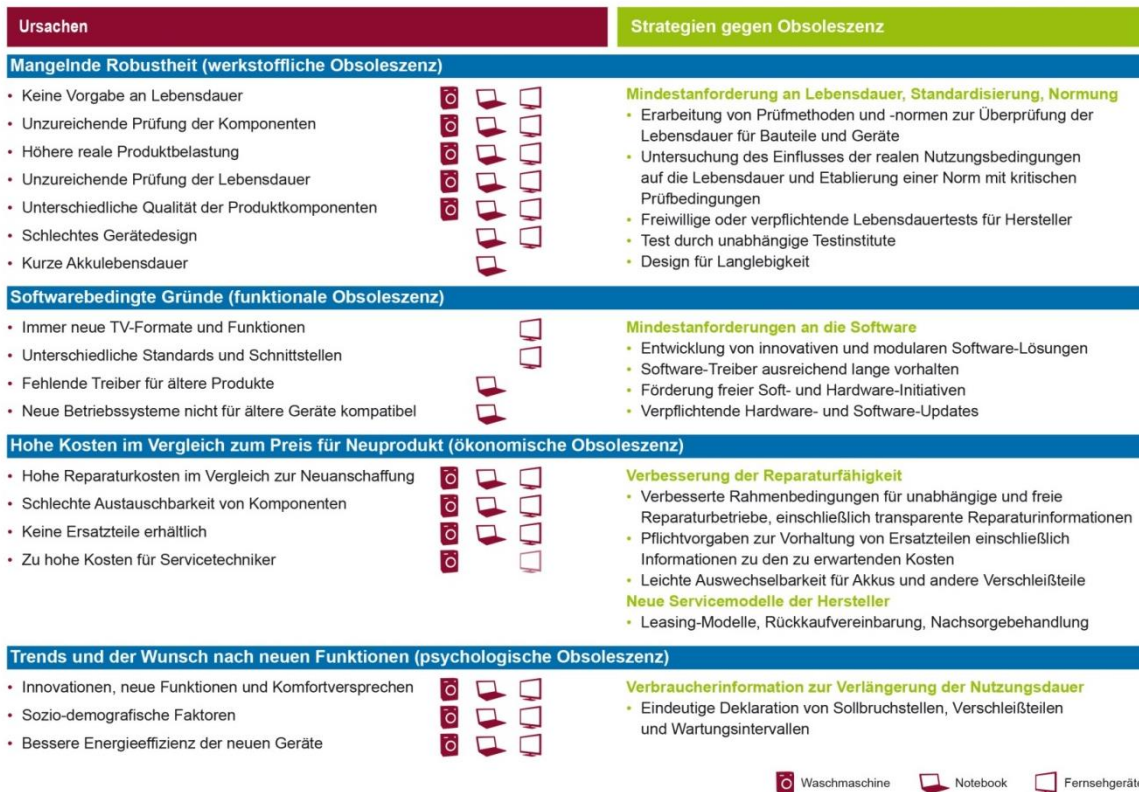 Ursachen
Strategien gegen Obsoleszenz
Mangelnde Robustheit (werkstoffliche Obsoleszenz)
• Keine Vorgabe an Lebensdauer
• Unzureichende Prüfung der Komponenten
• Höhere reale Produktbelastung
• Unzureichende Prüfung der Lebensdauer
• Unterschiedliche Qualität der Produktkomponenten
• Schlechtes Gerätedesign
• Kurze Akkulebensdauer
Mindestanforderung an Lebensdauer, Standardisierung, Normung
• Erarbeitung von Prüfmethoden und -normen zur Überprüfung der
Lebensdauer für Bauteile und Geräte
• Untersuchung des Einflusses der realen Nutzungsbedingungen
auf die Lebensdauer und Etablierung einer Norm mit kritischen
Prüfbedingungen
• Freiwillige oder verpflichtende Lebensdauertests für Hersteller
• Test durch unabhängige Testinstitute
• Design für Langlebigkeit
Softwarebedingte Gründe (funktionale Obsoleszenz)
• Immer neue TV-Formate und Funktionen
• Unterschiedliche Standards und Schnittstellen
• Fehlende Treiber für ältere Produkte
• Neue Betriebssysteme nicht für ältere Geräte kompatibel
Mindestanforderungen an die Software
• Entwicklung von innovativen und modularen Software-Lösungen
• Software-Treiber ausreichend lange vorhalten
• Förderung freier Soft- und Hardware-Initiativen
• Verpflichtende Hardware- und Software-Updates
Hohe Kosten im Vergleich zum Preis für Neuprodukt (ökonomische Obsoleszenz)
• Hohe Reparaturkosten im Vergleich zur Neuanschaffung
• Schlechte Austauschbarkeit von Komponenten
• Keine Ersatzteile erhältlich
• Zu hohe Kosten für Servicetechniker
Verbesserung der Reparaturfähigkeit
• Verbesserte Rahmenbedingungen für unabhängige und freie
Reparaturbetriebe, einschließlich transparente Reparaturinformationen
• Pflichtvorgaben zur Vorhaltung von Ersatzteilen einschließlich
Informationen zu den zu erwartenden Kosten
• Leichte Auswechselbarkeit für Akkus und andere Verschleißteile
Neue Servicemodelle der Hersteller
• Leasing-Modelle, Rückkaufvereinbarung, Nachsorgebehandlung
Trends und der Wunsch nach neuen Funktionen (psychologische Obsoleszenz)
• Innovationen, neue Funktionen und Komfortversprechen
• Sozio-demografische Faktoren
• Bessere Energieeffizienz der neuen Geräte
Verbraucherinformation zur Verlängerung der Nutzungsdauer
• Eindeutige Deklaration von Sollbruchstellen, Verschleißteilen
und Wartungsintervallen
Waschmaschine Notebook Fernsehgeräte